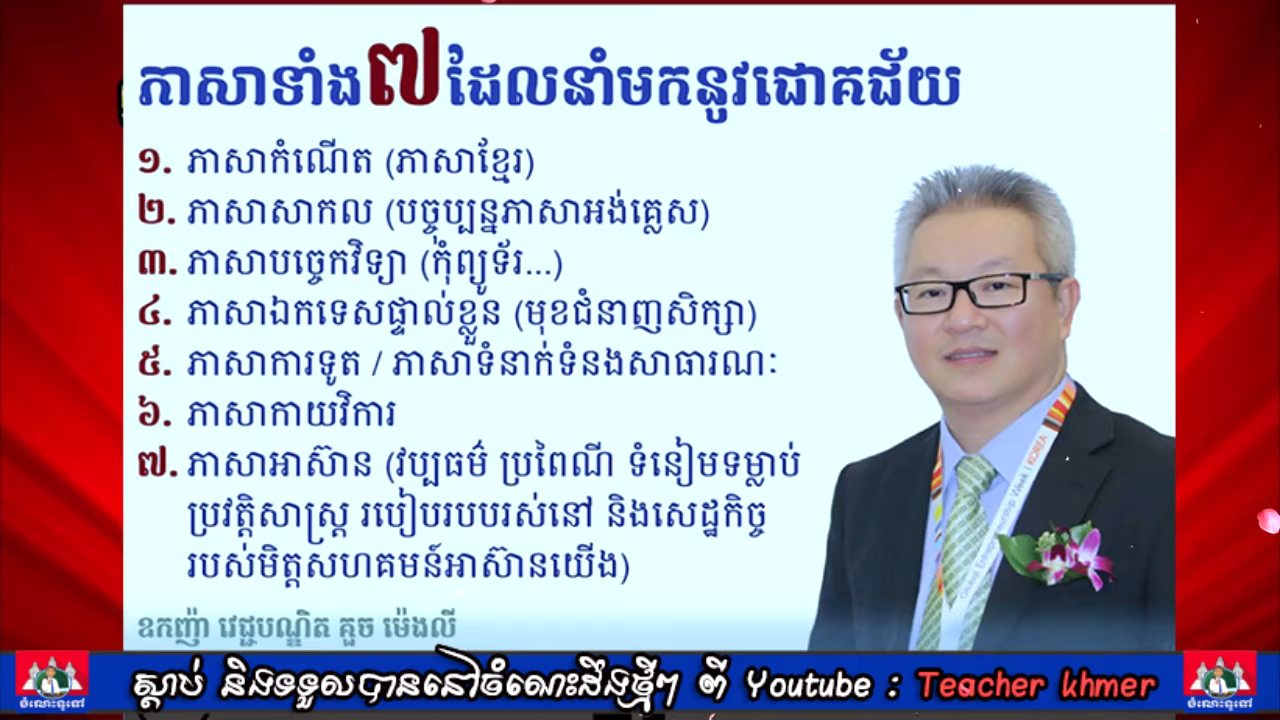 ភាសាទាំង៧ដែលនាំមកនូវជោគជ័យ
១. ភាសាកំណើត (ភាសាខ្មែរ)
២. ភាសាសាកល (បច្ចុប្បន្នភាសាអង់គ្លេស)
៣. ភាសាបច្ចេកវិទ្យា (កុំព្យូទ័រ...)
៤. ភាសាឯកទេសផ្ទាល់ខ្លួន (មុខជំនាញសិក្សា)
៥. ភាសាការទូត / ភាសាទំនាក់ទំនងសាធារណៈ
៦. ភាសាកាយវិការ
៧. ភាសាអាស៊ាន (វប្បធម៌ ប្រពៃណី ទំនៀមទម្លាប់
ប្រវត្តិសាស្ត្រ របៀបរបបរស់នៅ និងសេដ្ឋកិច្ច
របស់មិត្តសហគមន៍អាស៊ានយើង)
ឧកញ៉ា វេជ្ជបណ្ឌិត គួច ម៉េងលី
Week | KOREA
ស្តាប់ និងទទួលបាននៅចំណេះដឹងថ្មីៗ ពី Youtube : Teacher khmer
ចំណេះទូទៅ
ចំណេះទូទៅ